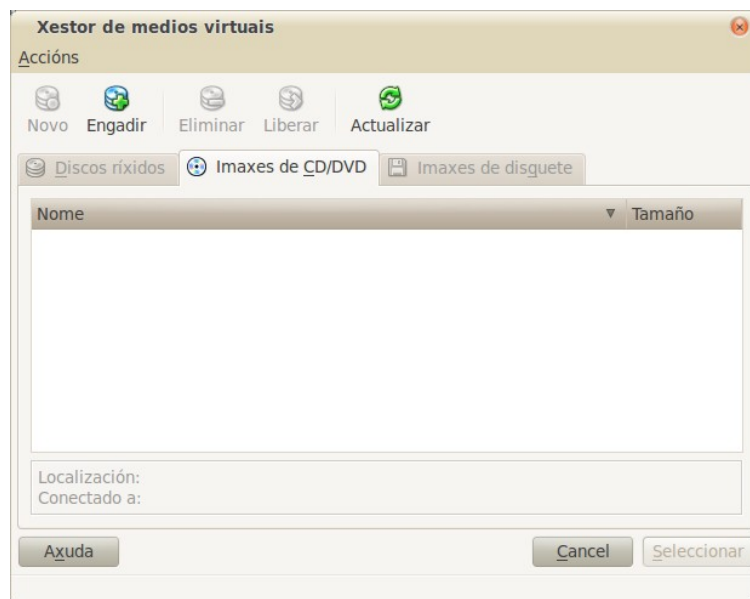 Xestor de medios virtuais
Accións
Novo Engadir Eliminar Liberar Actualizar
Discos ríxidos Imaxes de CD/DVD Imaxes de disguete
Nome Tamaño
Localización:
Conectado a:
Axuda Cancel Seleccionar